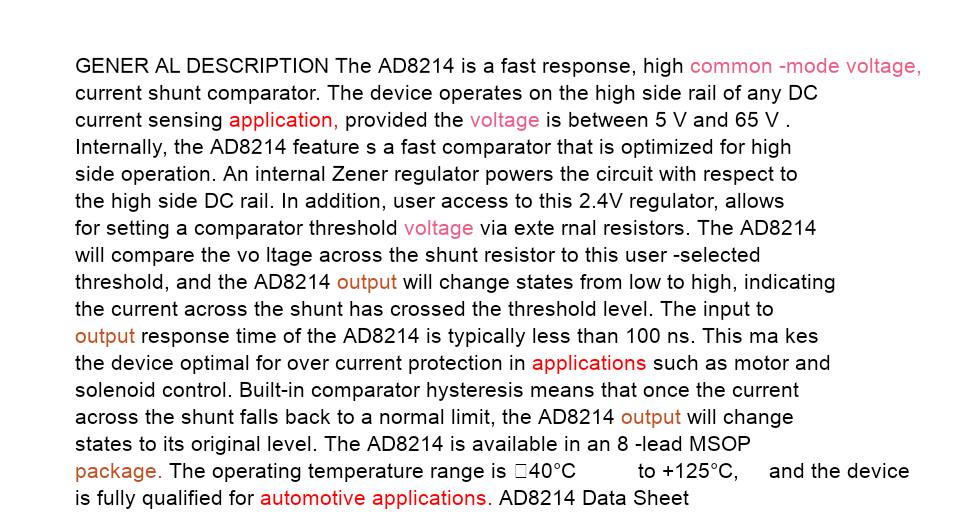 GENER AL DESCRIPTION The AD8214 is a fast response, high common -mode voltage,
current shunt comparator. The device operates on the high side rail of any DC
current sensing application, provided the voltage is between 5 V and 65 V .
Internally, the AD8214 feature s a fast comparator that is optimized for high
side operation. An internal Zener regulator powers the circuit with respect to
the high side DC rail. In addition, user access to this 2.4V regulator, allows
for setting a comparator threshold voltage via exte rnal resistors. The AD8214
will compare the vo ltage across the shunt resistor to this user -selected
threshold, and the AD8214 output will change states from low to high, indicating
the current across the shunt has crossed the threshold level. The input to
output response time of the AD8214 is typically less than 100 ns. This ma kes
the device optimal for over current protection in applications such as motor and
solenoid control. Built-in comparator hysteresis means that once the current
across the shunt falls back to a normal limit, the AD8214 output will change
states to its original level. The AD8214 is available in an 8 -lead MSOP
package. The operating temperature range is □40°C to +125°C, and the device
is fully qualified for automotive applications. AD8214 Data Sheet